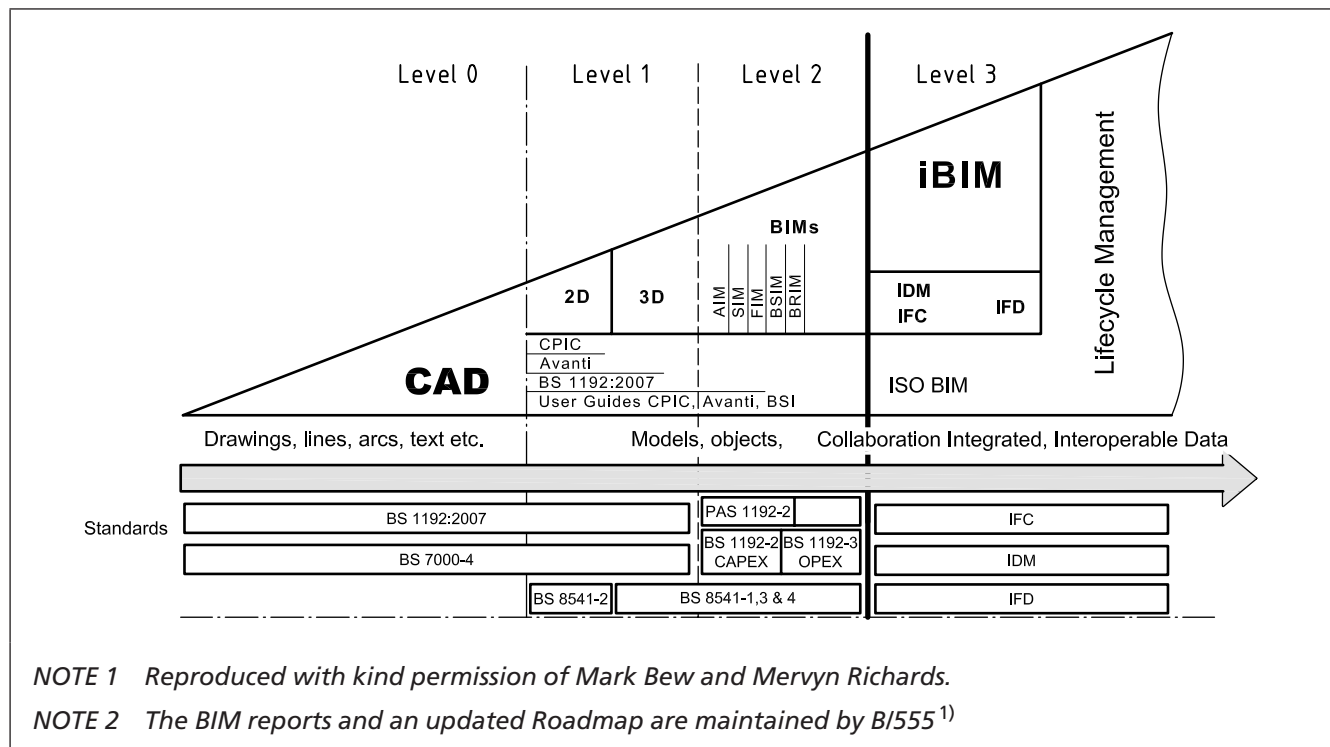 Level 0
Level 1
Level 2
Level 3
iBIM
BIMs
Lifecycle Management
2D
3D
AIM
SIM
FIM
BSIM
BRIM
IDM
IFC
IFD
CPIC
Avanti
BS 1192:2007
User Guides CPIC, Avanti, BSI
CAD
ISO BIM
Drawings, lines, arcs, text etc.
Models, objects,
Collaboration Integrated, Interoperable Data
Standards
BS 1192:2007
PAS 1192-2
IFC
BS 7000-4
BS 1192-2
CAPEX
BS 1192-3
OPEX
IDM
BS 8541-2
BS 8541-1,3 & 4
IFD
NOTE 1 Reproduced with kind permission of Mark Bew and Mervyn Richards.
NOTE 2 The BIM reports and an updated Roadmap are maintained by B/555 1)